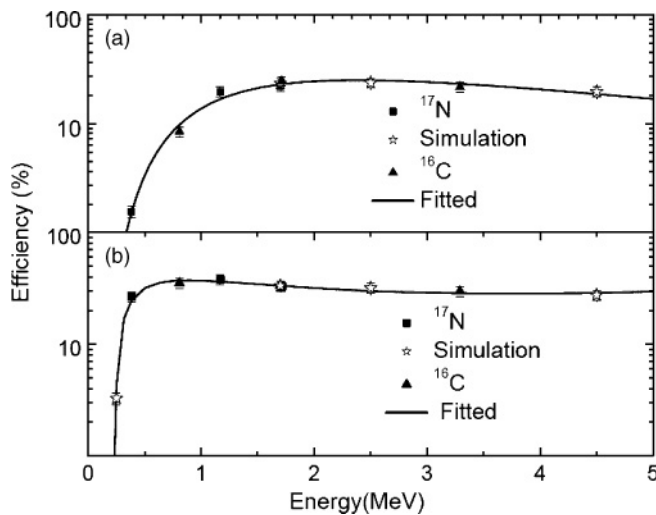 100
(a)
¹⁷N
10
Simulation
¹⁶C
Fitted
Efficiency (%)
100
(b)
¹⁷N
10
Simulation
¹⁶C
Fitted
0 1 2 3 4 5
Energy(MeV)